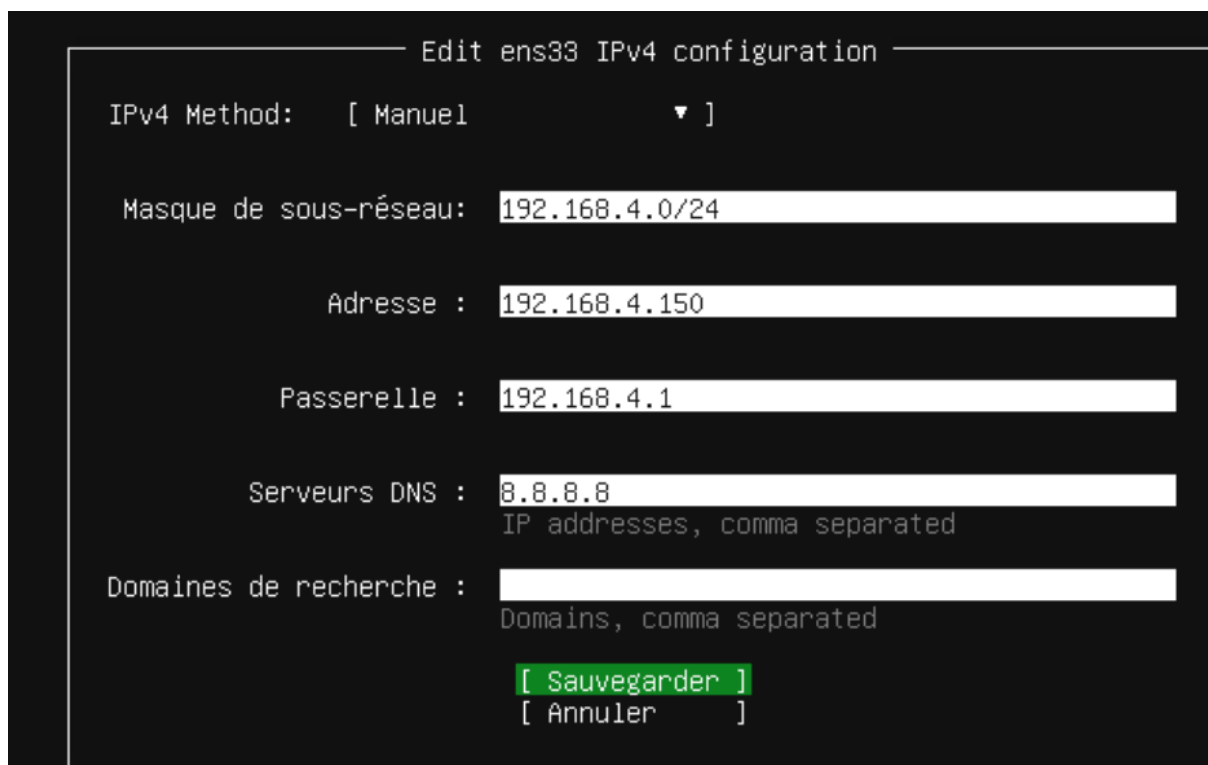 Edit ens33 IPv4 configuration
IPv4 Method: [ Manuel ▼ ]
Masque de sous-réseau: 192.168.4.0/24
Adresse : 192.168.4.150
Passerelle : 192.168.4.1
Serveurs DNS : 8.8.8.8
IP addresses, comma separated
Domaines de recherche :
Domains, comma separated
[ Sauvegarder ]
[ Annuler ]